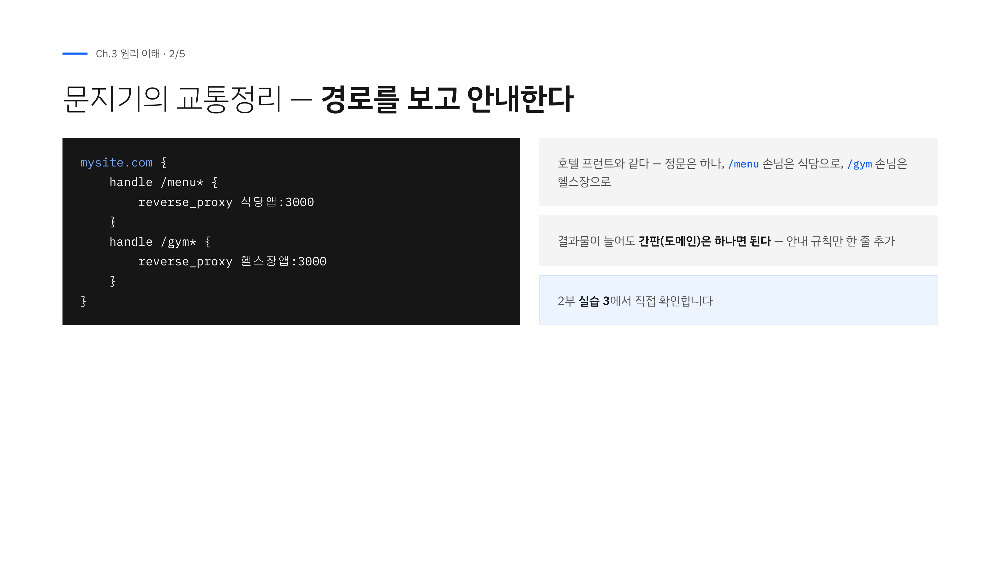 Ch.3 원리 이해 · 2/5
문지기의 교통정리 — 경로를 보고 안내한다
mysite.com {
    handle /menu* {
        reverse_proxy 식당앱:3000
    }
    handle /gym* {
        reverse_proxy 헬스장앱:3000
    }
}
호텔 프런트와 같다 — 정문은 하나, /menu 손님은 식당으로, /gym 손님은
헬스장으로
결과물이 늘어도 간판(도메인)은 하나면 된다 — 안내 규칙만 한 줄 추가
2부 실습 3에서 직접 확인합니다